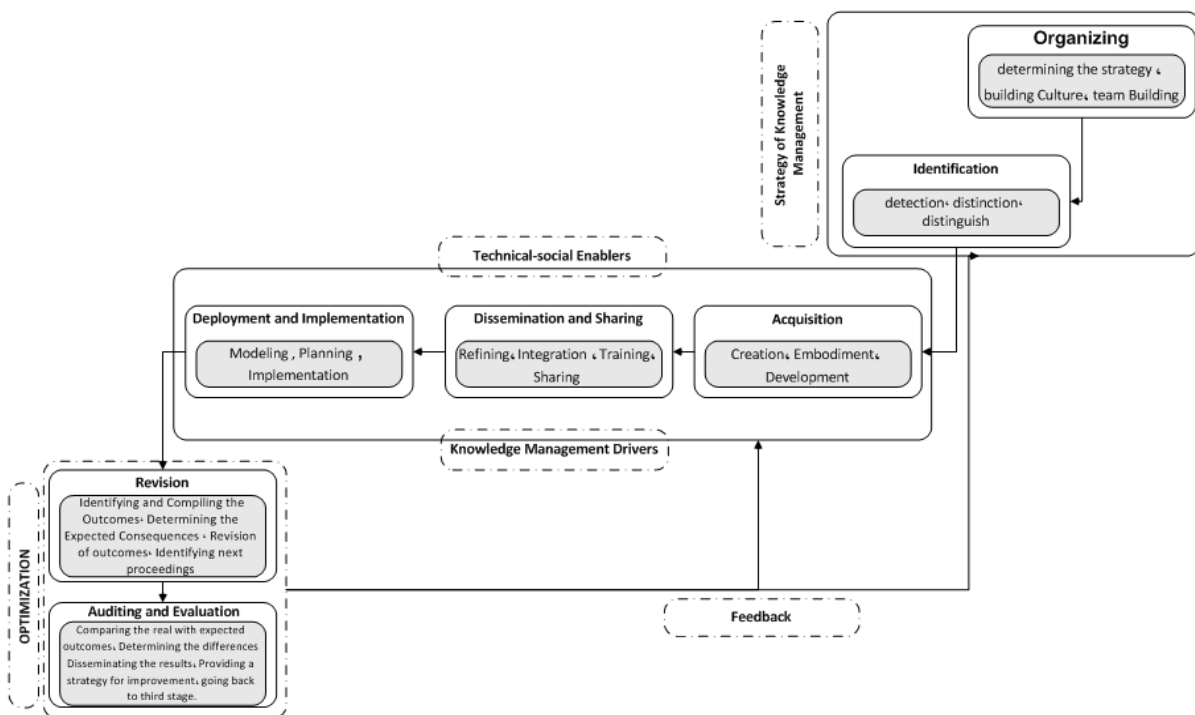 Organizing
determining the strategy ،
building Culture، team Building
Strategy of Knowledge
Management
Identification
detection، distinction،
distinguish
Technical-social Enablers
Deployment and Implementation
Modeling , Planning ,
Implementation
Dissemination and Sharing
Refining، Integration ، Training،
Sharing
Acquisition
Creation، Embodiment،
Development
Knowledge Management Drivers
Revision
Identifying and Compiling the
Outcomes، Determining the
Expected Consequences ، Revision
of outcomes، Identifying next
proceedings
OPTIMIZATION
Auditing and Evaluation
Comparing the real with expected
outcomes، Determining the differences
Disseminating the results، Providing a
strategy for improvement، going back
to third stage.
Feedback